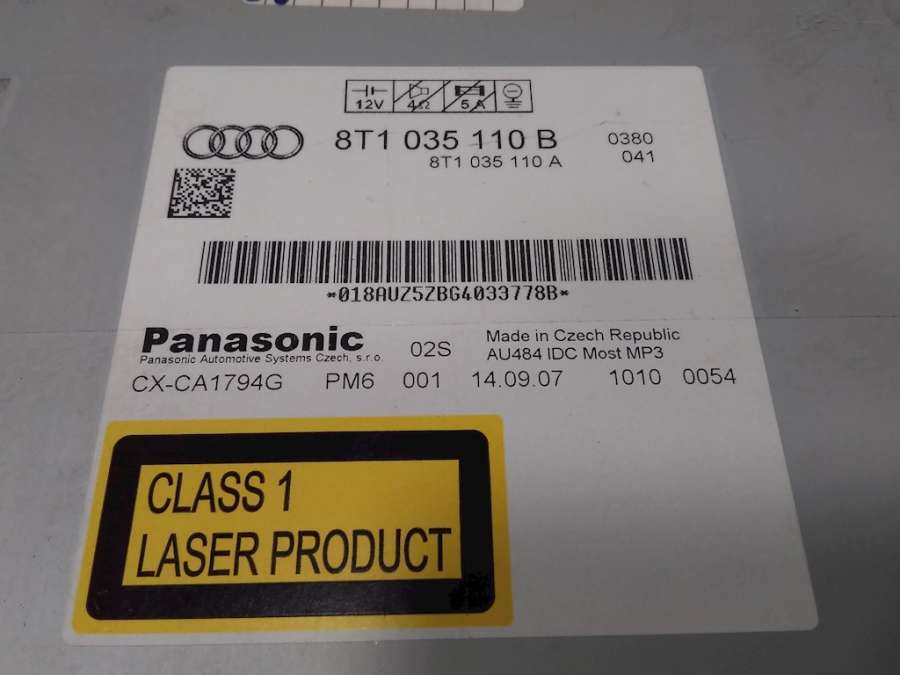 12V 4Ω 5A
8T1 035 110 B 0380
8T1 035 110 A 041
*018AUZ5ZBG4033778B*
Panasonic 02S Made in Czech Republic
Panasonic Automotive Systems Czech, s.r.o. AU484 IDC Most MP3
CX-CA1794G PM6 001 14.09.07 1010 0054
CLASS 1
LASER PRODUCT